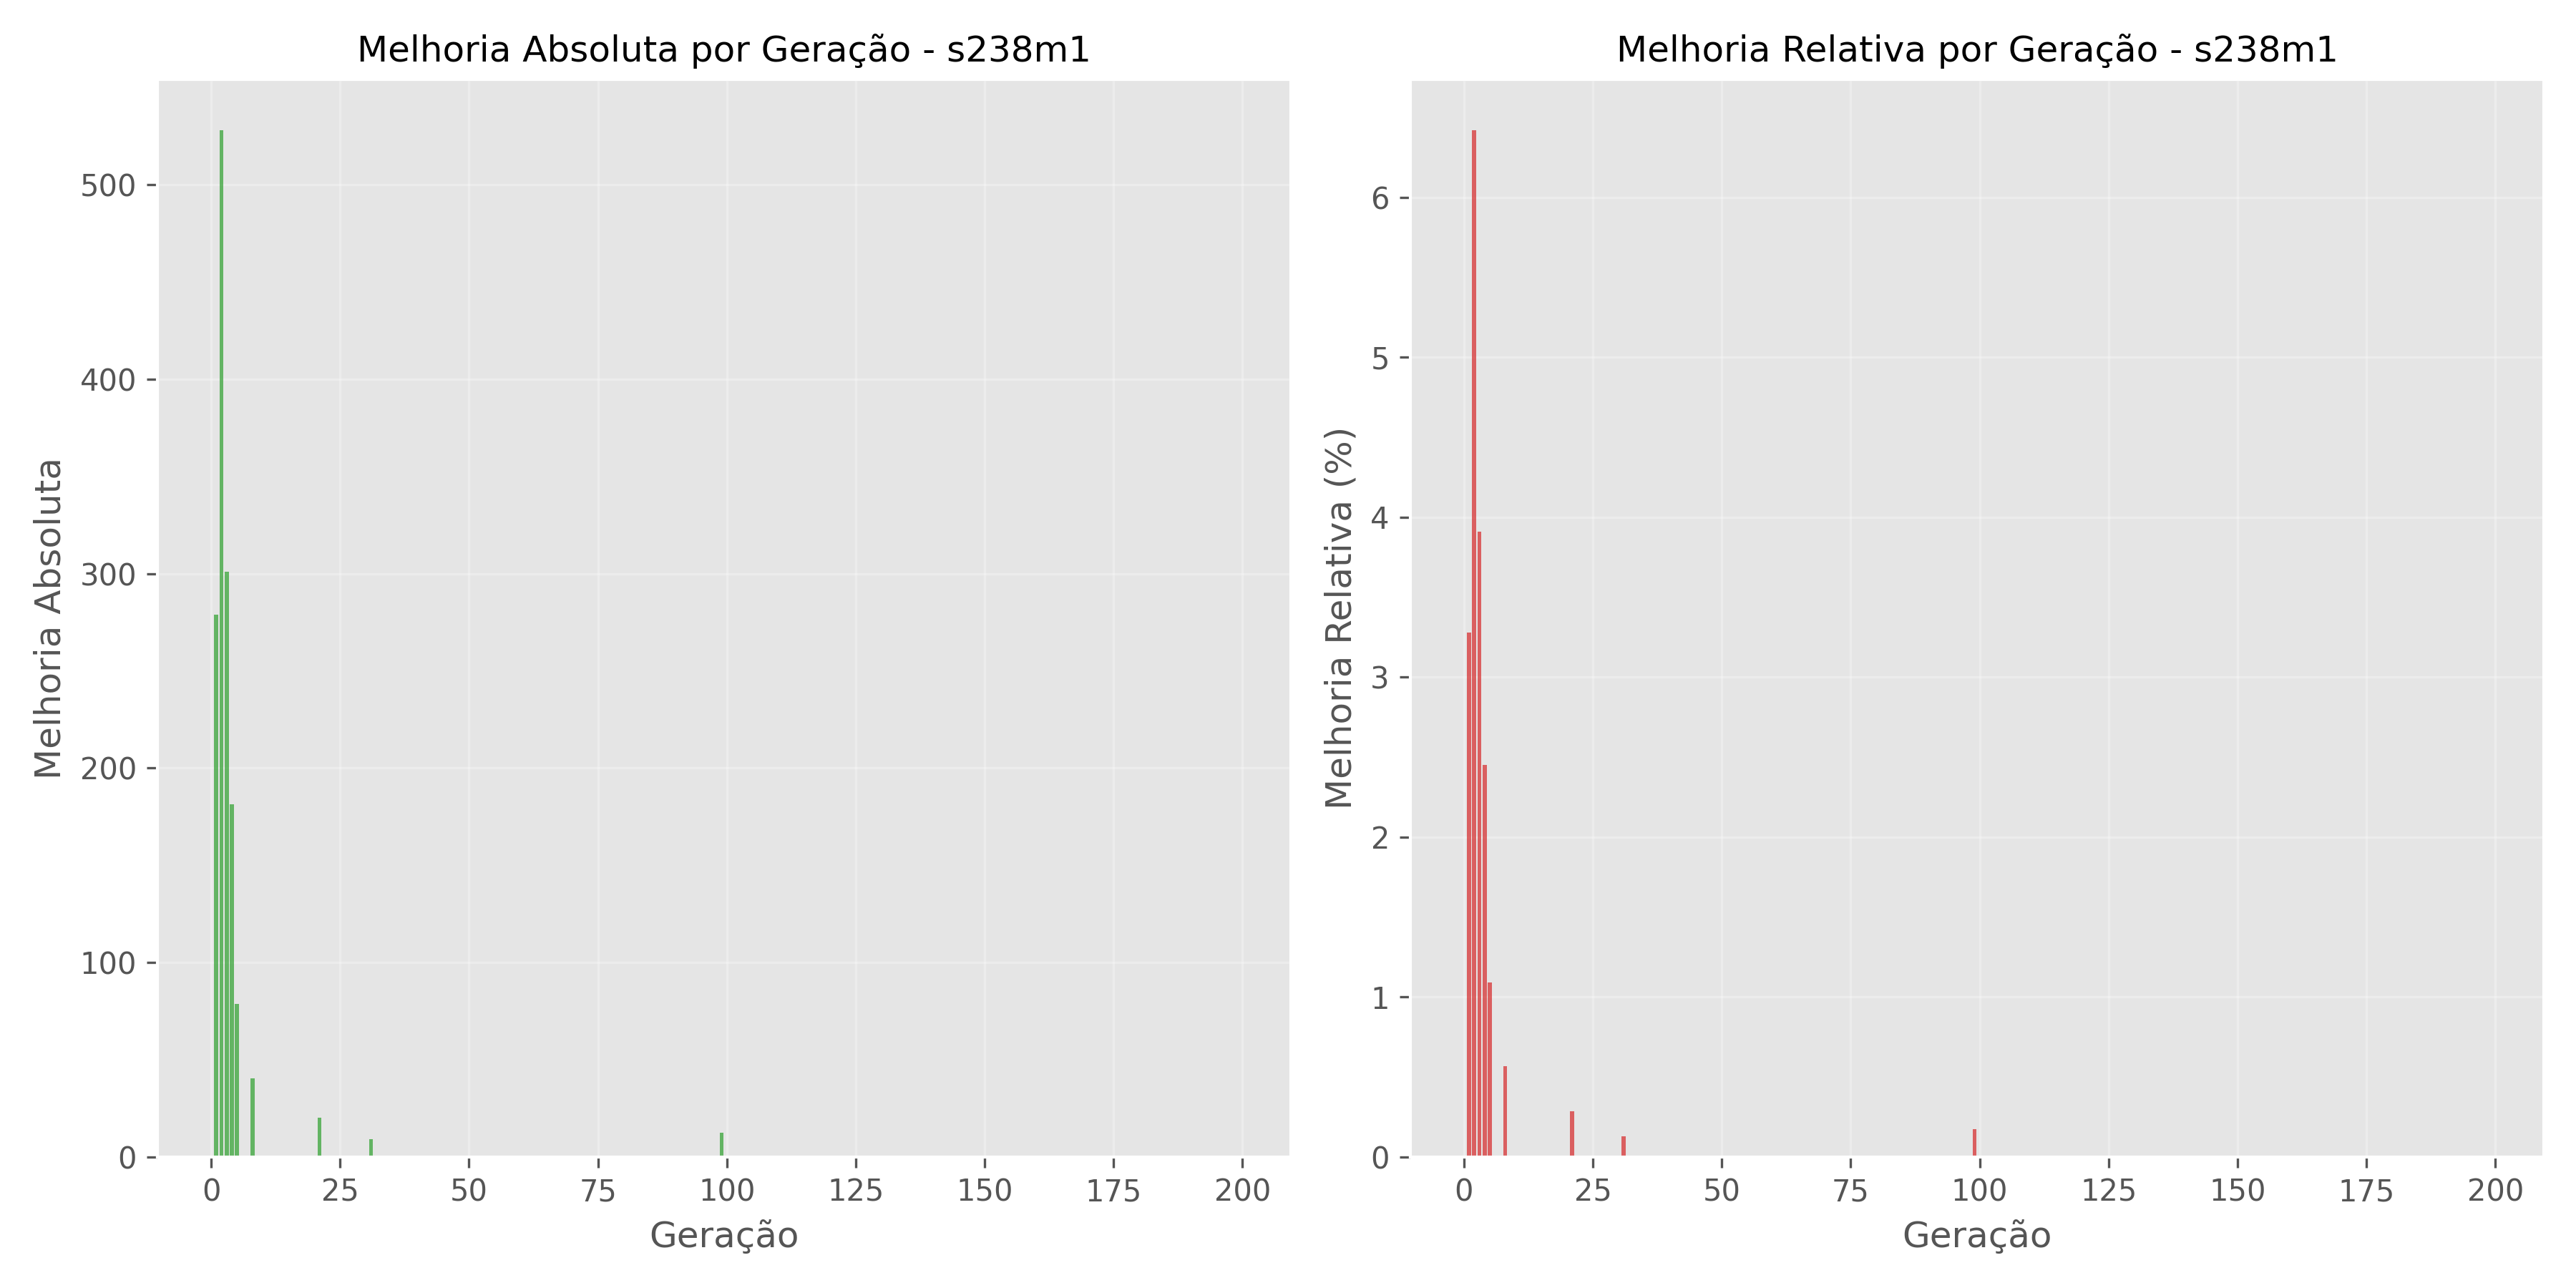 Melhoria Absoluta por Geração - s238m1
Melhoria Absoluta
500
400
300
200
100
0
0 25 50 75 100 125 150 175 200
Geração
Melhoria Relativa por Geração - s238m1
Melhoria Relativa (%)
6
5
4
3
2
1
0
0 25 50 75 100 125 150 175 200
Geração